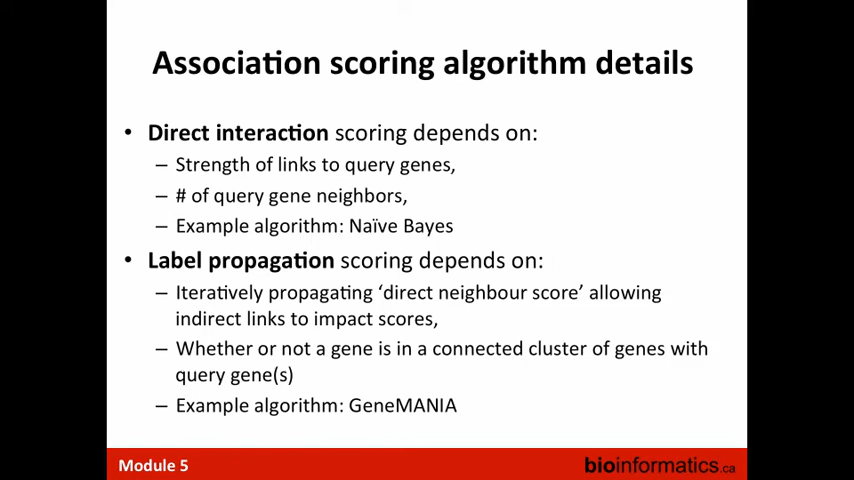 Association scoring algorithm details
• Direct interaction scoring depends on:
– Strength of links to query genes,
– # of query gene neighbors,
– Example algorithm: Naïve Bayes
• Label propagation scoring depends on:
– Iteratively propagating ‘direct neighbour score’ allowing
indirect links to impact scores,
– Whether or not a gene is in a connected cluster of genes with
query gene(s)
– Example algorithm: GeneMANIA
Module 5
bioinformatics.ca